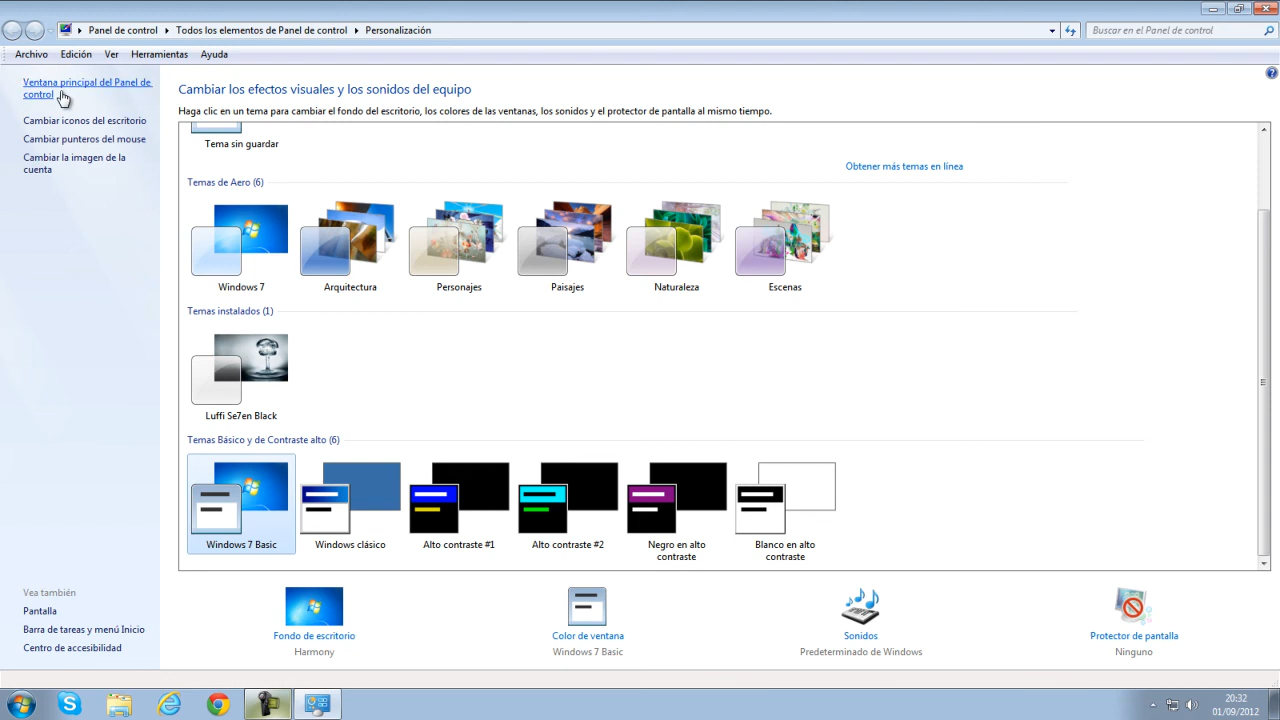 Panel de control
Todos los elementos de Panel de control
Personalización
Buscar en el Panel de control
Archivo
Edición
Ver
Herramientas
Ayuda
Ventana principal del Panel de
control
Cambiar iconos del escritorio
Cambiar punteros del mouse
Cambiar la imagen de la
cuenta
Cambiar los efectos visuales y los sonidos del equipo
Haga clic en un tema para cambiar el fondo del escritorio, los colores de las ventanas, los sonidos y el protector de pantalla al mismo tiempo.
Tema sin guardar
Obtener más temas en línea
Temas de Aero (6)
Windows 7
Arquitectura
Personajes
Paisajes
Naturaleza
Escenas
Temas instalados (1)
Luffi Se7en Black
Temas Básico y de Contraste alto (6)
Windows 7 Basic
Windows clásico
Alto contraste #1
Alto contraste #2
Negro en alto
contraste
Blanco en alto
contraste
Vea también
Pantalla
Barra de tareas y menú Inicio
Centro de accesibilidad
Fondo de escritorio
Harmony
Color de ventana
Windows 7 Basic
Sonidos
Predeterminado de Windows
Protector de pantalla
Ninguno
20:32
01/09/2012